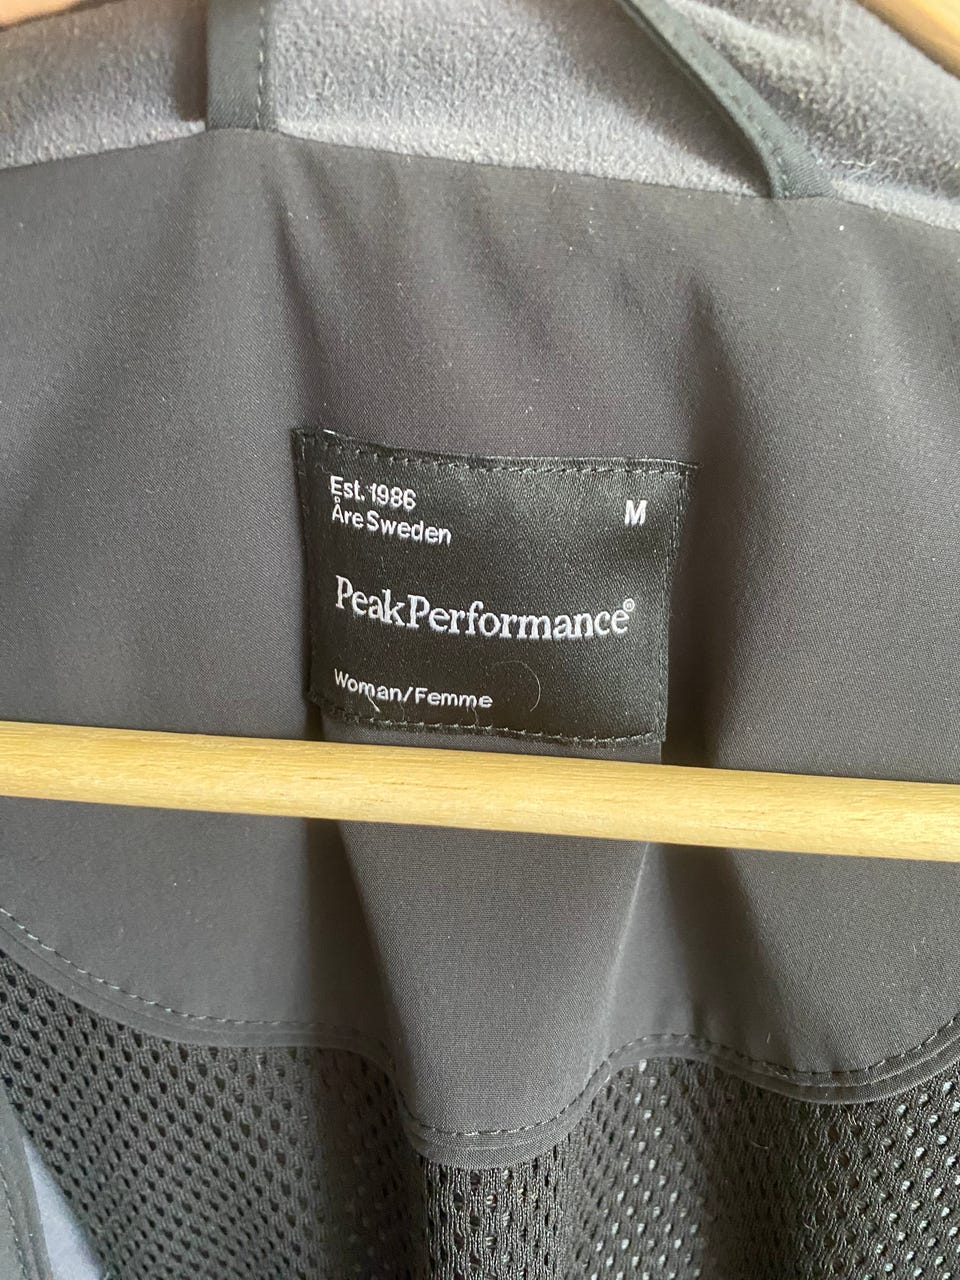 Est. 1986
Åre Sweden
M
PeakPerformance®
Woman/Femme